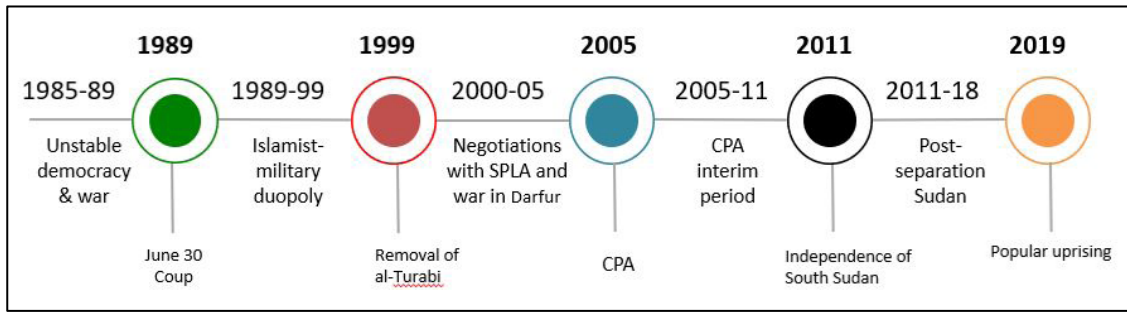 1989
1999
2005
2011
2019
1985-89
1989-99
2000-05
2005-11
2011-18
Unstable
democracy
& war
Islamist-
military
duopoly
Negotiations
with SPLA and
war in Darfur
CPA
interim
period
Post-
separation
Sudan
June 30
Coup
Removal of
al-Turabi
CPA
Independence of
South Sudan
Popular uprising